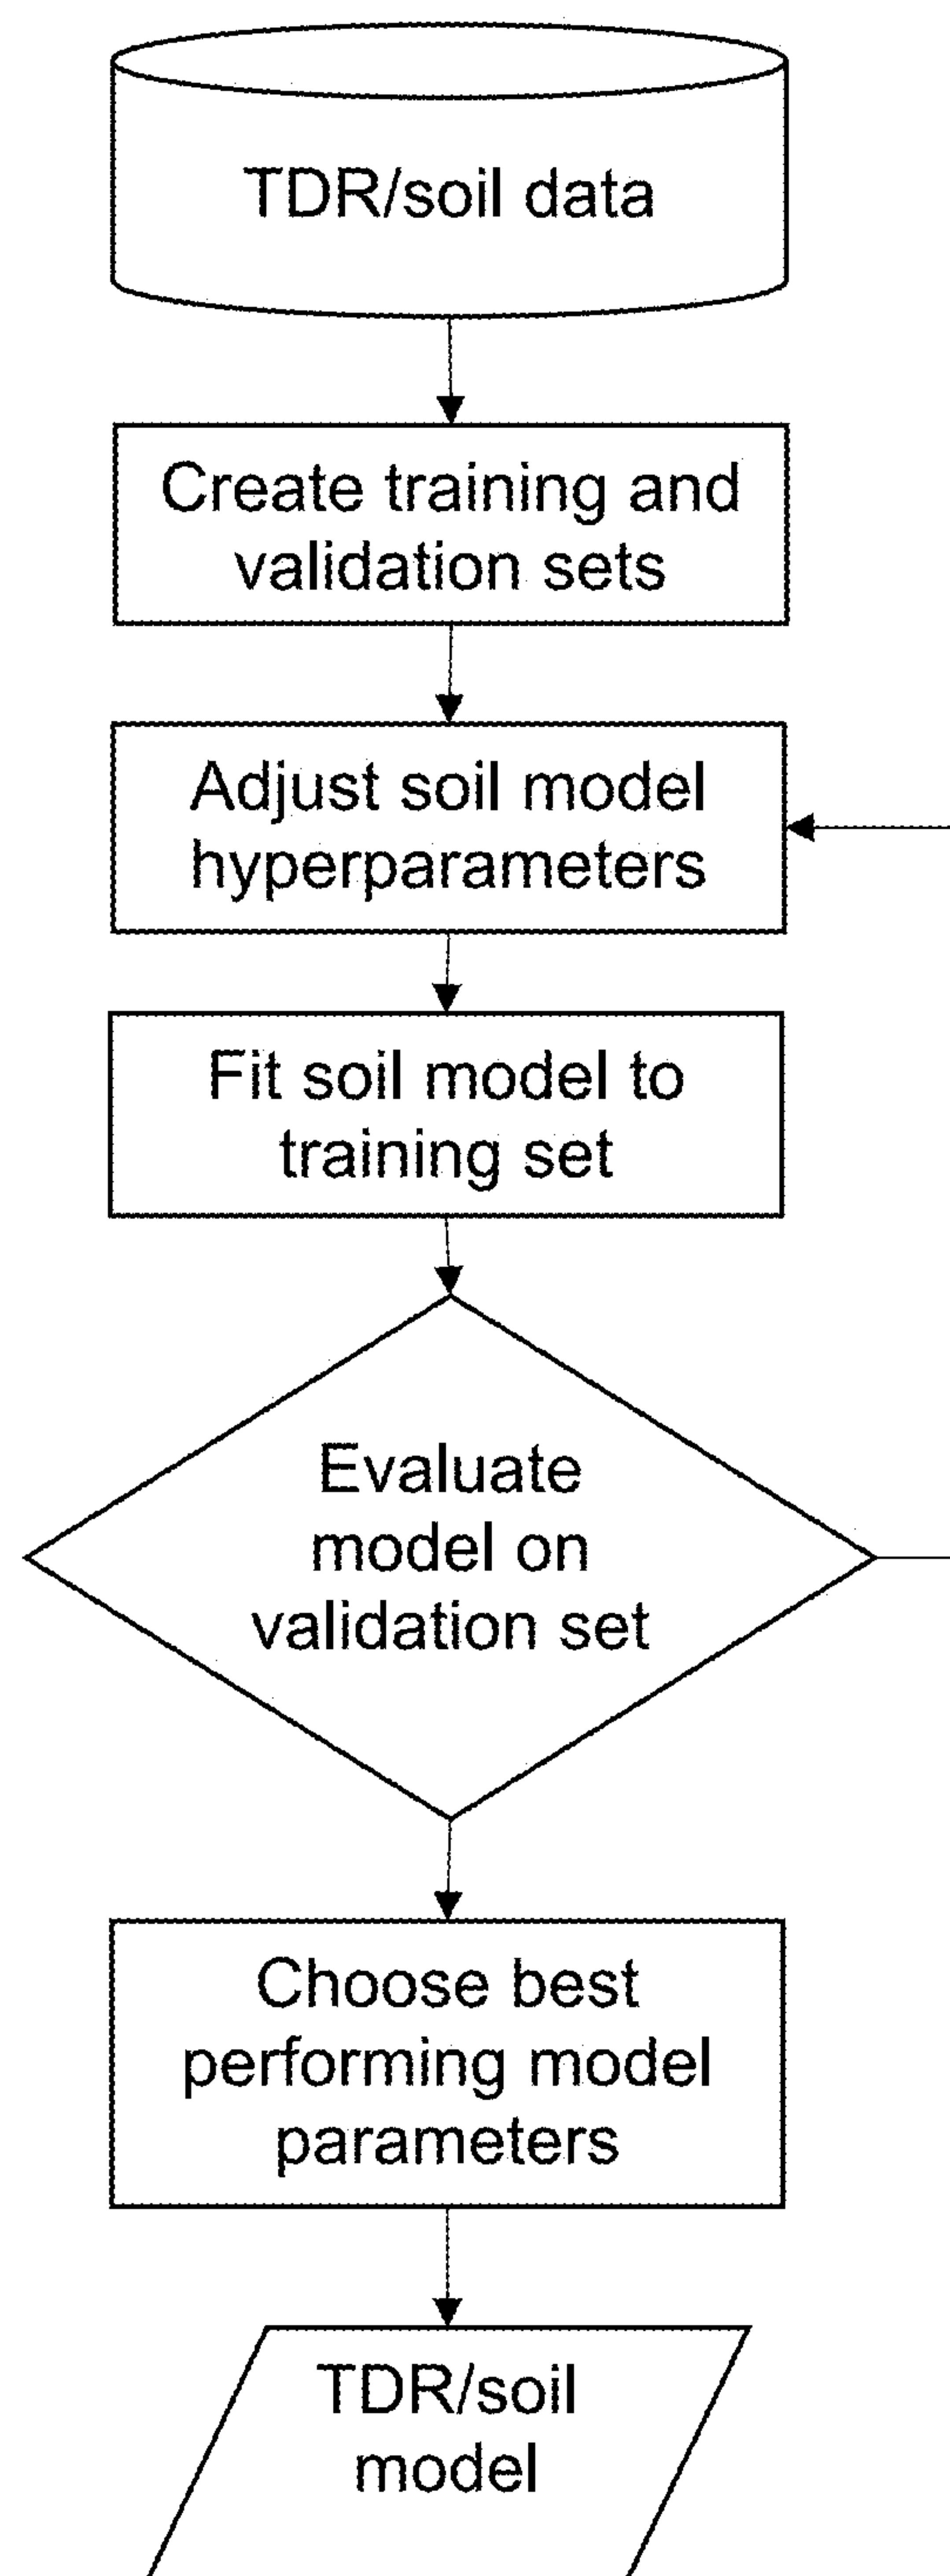 TDR/soil data
Create training and
validation sets
Adjust soil model
hyperparameters
Fit soil model to
training set
Evaluate
model on
validation set
Choose best
performing model
parameters
TDR/soil
model